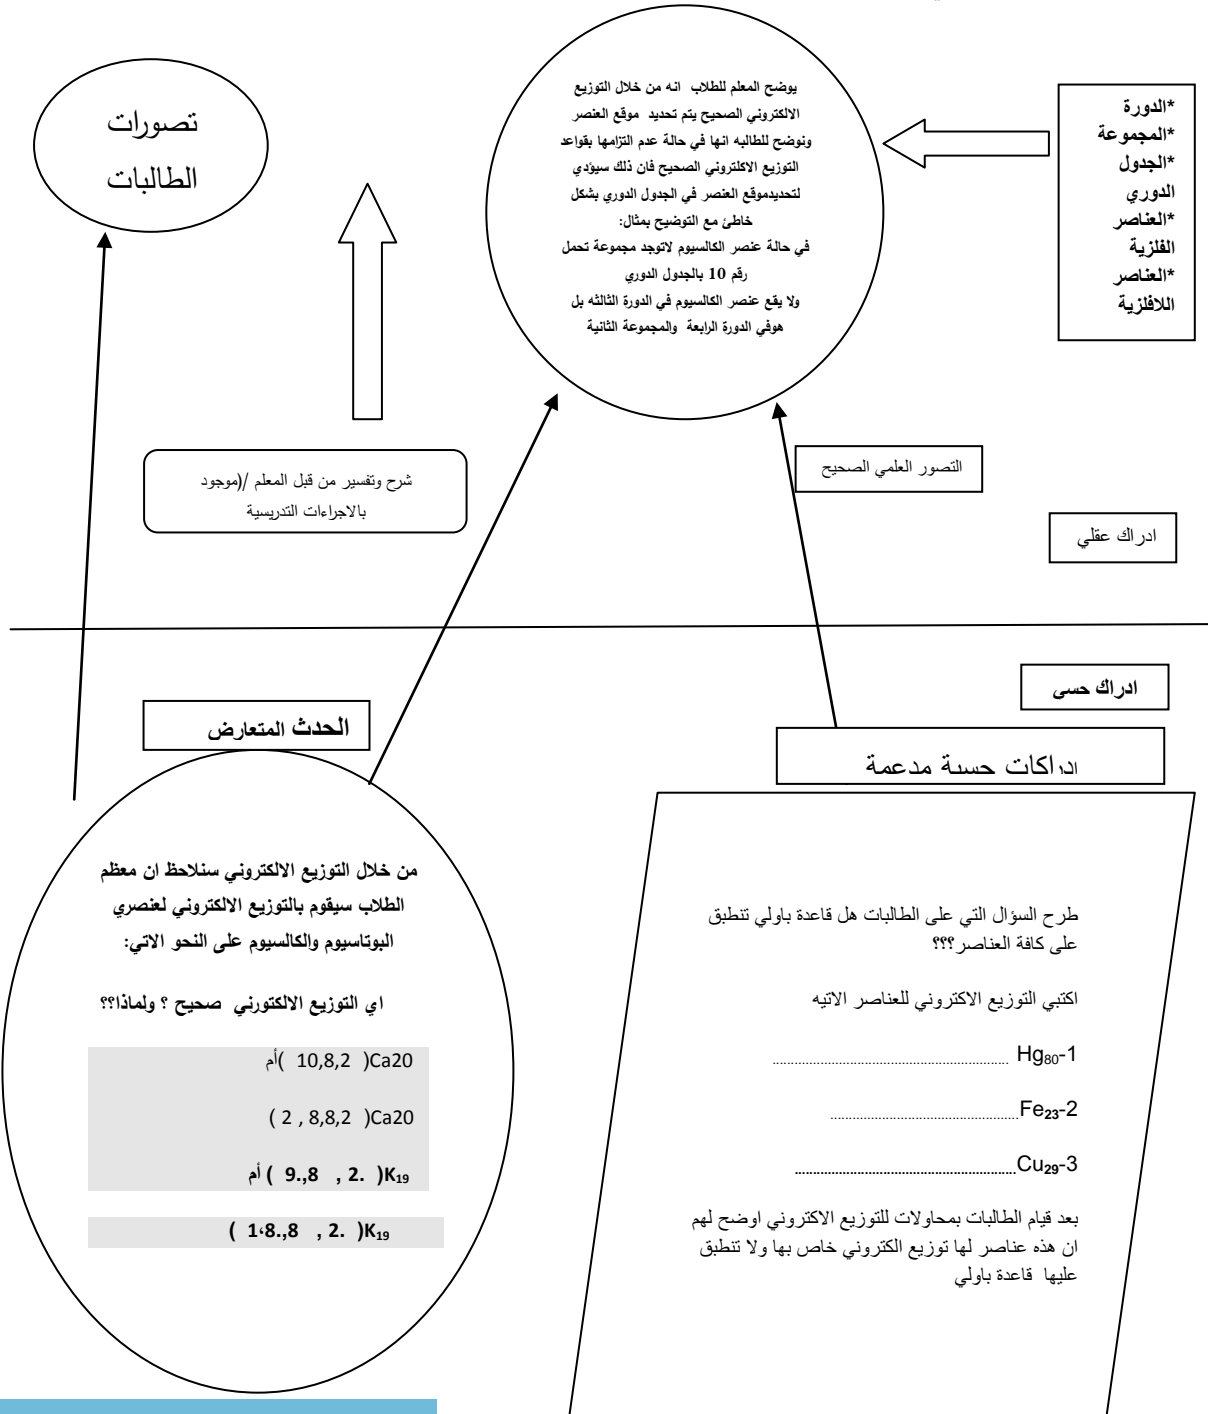 *الدورة
*المجموعة
*الجدول
الدوري
*العناصر
الفلزية
*العناصر
اللافلزية
يوضح المعلم للطلاب انه من خلال التوزيع
الالكتروني الصحيح يتم تحديد موقع العنصر
ونوضح للطالبه انها في حالة عدم التزامها بقواعد
التوزيع الاكلتروني الصحيح فان ذلك سيؤدي
لتحديدموقع العنصر في الجدول الدوري بشكل
خاطئ مع التوضيح بمثال:
في حالة عنصر الكالسيوم لاتوجد مجموعة تحمل
رقم 10 بالجدول الدوري
ولا يقع عنصر الكالسيوم في الدورة الثالثه بل
هوفي الدورة الرابعة والمجموعة الثانية
تصورات
الطالبات
التصور العلمي الصحيح
شرح وتفسير من قبل المعلم /(موجود
بالاجراءات التدريسية
ادراك عقلي
ادراك حسى
ادراكات حسية مدعمة
الحدث المتعارض
طرح السؤال التي على الطالبات هل قاعدة باولي تنطبق
على كافة العناصر؟؟؟
اكتبي التوزيع الاكتروني للعناصر الاتيه
1-Hg80 ................................................
2-Fe23................................................
3-Cu29................................................
بعد قيام الطالبات بمحاولات للتوزيع الاكتروني اوضح لهم
ان هذه عناصر لها توزيع الكتروني خاص بها ولا تنطبق
عليها قاعدة باولي
من خلال التوزيع الالكتروني سنلاحظ ان معظم
الطلاب سيقوم بالتوزيع الالكتروني لعنصري
البوتاسيوم والكالسيوم على النحو الاتي:
اي التوزيع الالكتورني صحيح ؟ ولماذا؟؟
Ca20( 10,8,2 )أم
Ca20( 2 , 8,8,2 )
K19( 9.,8 , 2. ) أم
K19( 1،8.,8 , 2. )